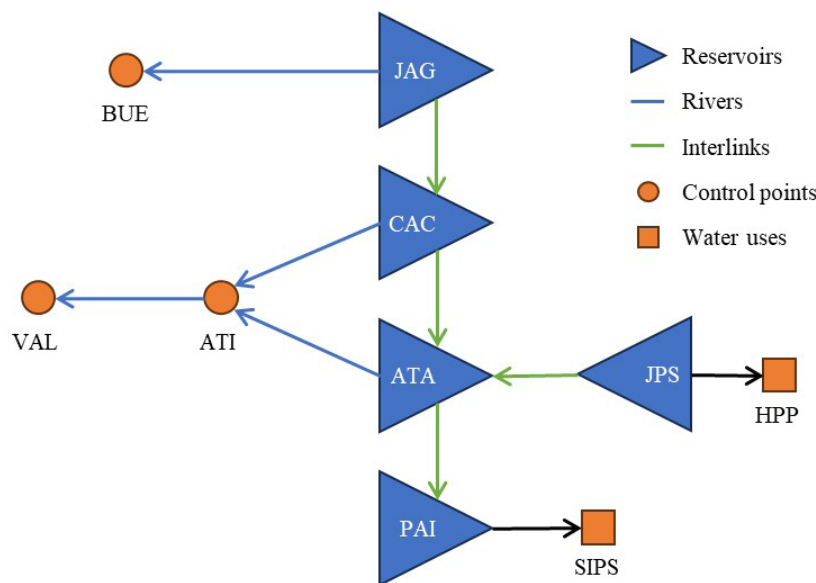 JAG
BUE
Reservoirs
Rivers
Interlinks
Control points
Water uses
CAC
VAL
ATI
ATA
JPS
HPP
PAI
SIPS